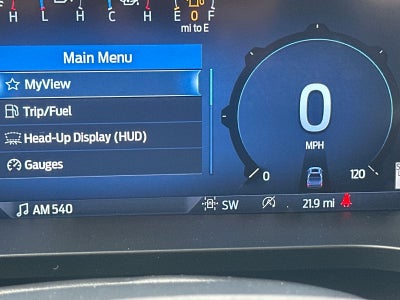 L H C H E F
0
mi to E
Main Menu
MyView
Trip/Fuel
Head-Up Display (HUD)
Gauges
0
MPH
0 120
AM 540
SW
21.9 mi